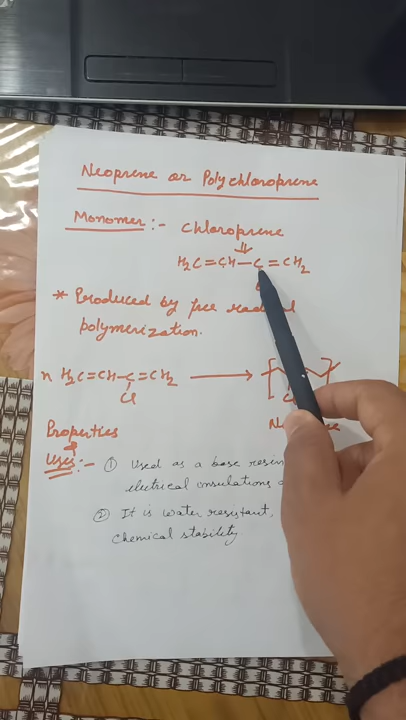 Neoprene or Polychloroprene
Monomer:- Chloroprene
H2C=CH-C=CH2
* Produced by free
polymerization.
n H2C=CH-C=CH2
Cl
Properties
Uses:- ① Used as a base resin
electrical insulations
② It is water resistant,
chemical stability